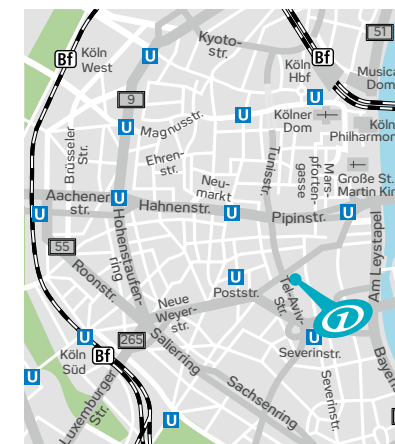 Kyoto-
str.
51
Bf
Köln
West
U
Bf
Köln
Hbf
Musica
Dom
9
U
U
U
Magnusstr.
Kölner
Dom
Köln
Philharmon
Brüsseler
Str.
Ehren-
str.
Tunisstr.
Mars-
pforten-
gasse
Große St.
Martin Kir
Neu-
markt
Aachener
str.
U
U
Hahnenstr.
U
Pipinstr.
U
55
Hohenstaufen-
ring
Am Leystapel
Roonstr.
U
Poststr.
Tel-Aviv-
Str.
1
Neue
Weyer-
str.
265
U
Köln
Süd
Bf
Sallerring
U
Severinstr.
Bayen
U
Luxemburger
Str.
U
Sachsenring
Severinstr.